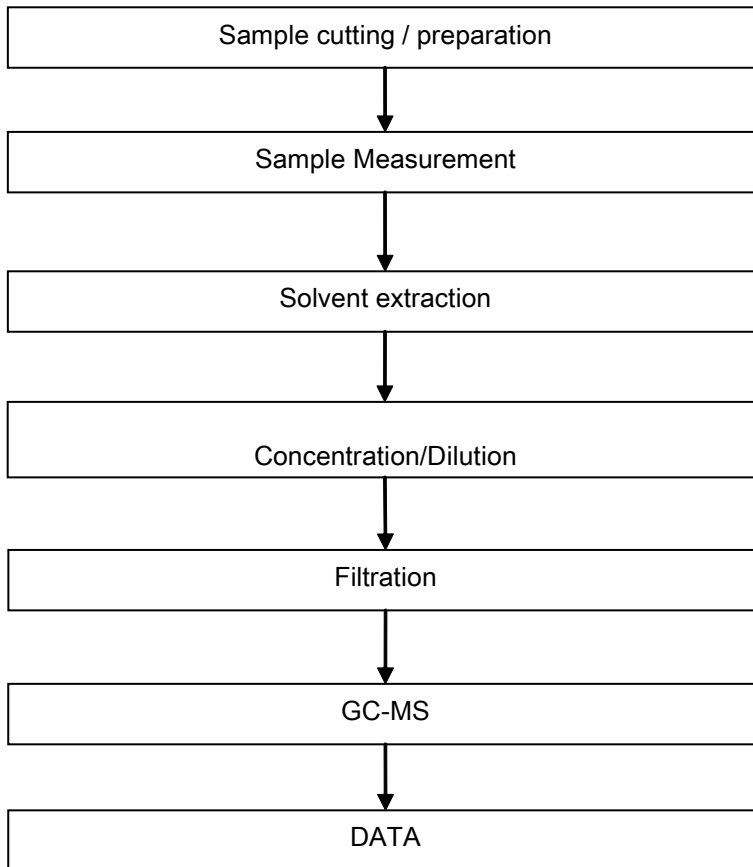 Sample cutting / preparation
Sample Measurement
Solvent extraction
Concentration/Dilution
Filtration
GC-MS
DATA